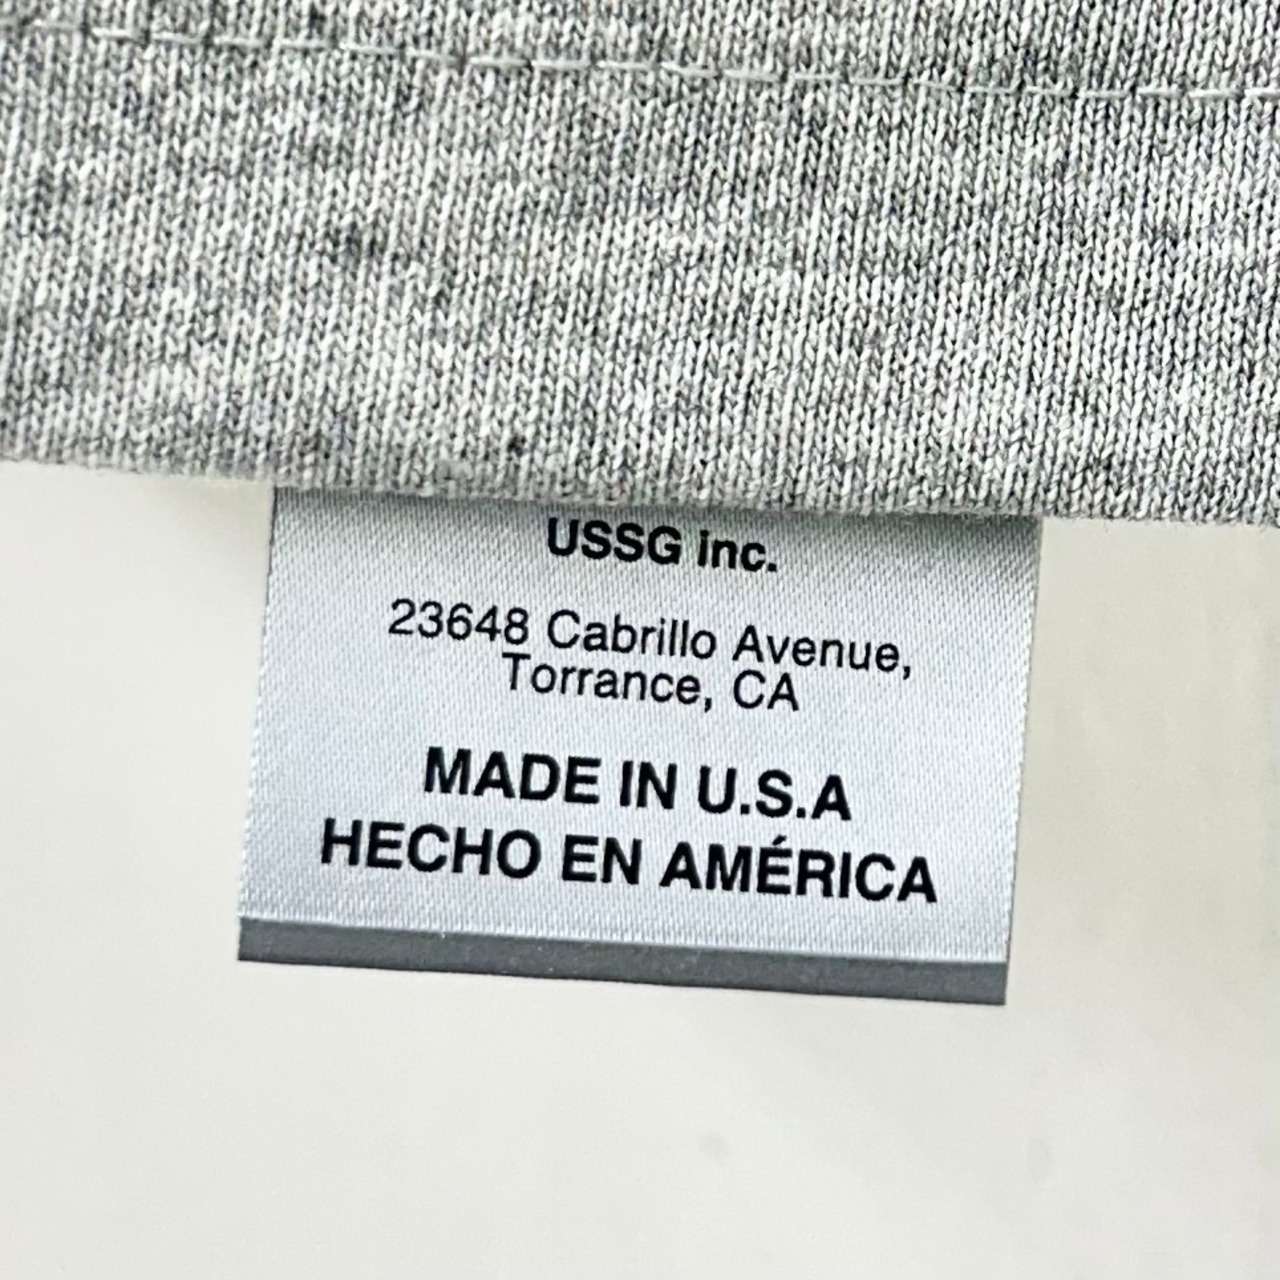 USSG inc.
23648 Cabrillo Avenue,
Torrance, CA
MADE IN U.S.A
HECHO EN AMÉRICA